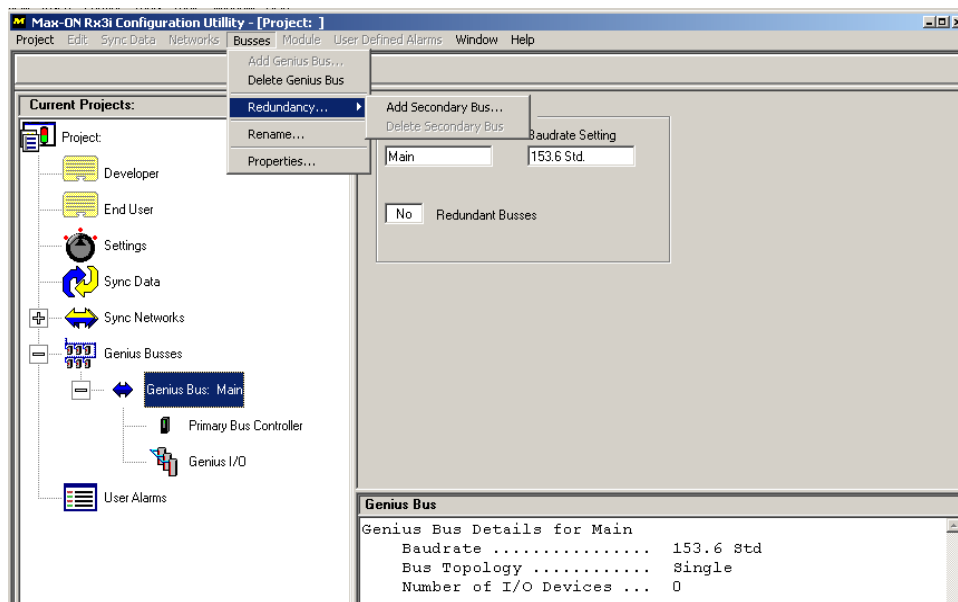 Max-ON Rx3i Configuration Utillity - [Project: ]
Project Edit Sync Data Networks Busses Module User Defined Alarms Window Help
Add Genius Bus...
Delete Genius Bus
Redundancy...
Rename...
Properties...
Add Secondary Bus...
Delete Secondary Bus
Current Projects:
Project:
Developer
End User
Settings
Sync Data
Sync Networks
Genius Busses
Genius Bus: Main
Primary Bus Controller
Genius I/O
User Alarms
Baudrate Setting
Main
153.6 Std.
No Redundant Busses
Genius Bus
Genius Bus Details for Main
Baudrate ................ 153.6 Std
Bus Topology ............ Single
Number of I/O Devices ... 0